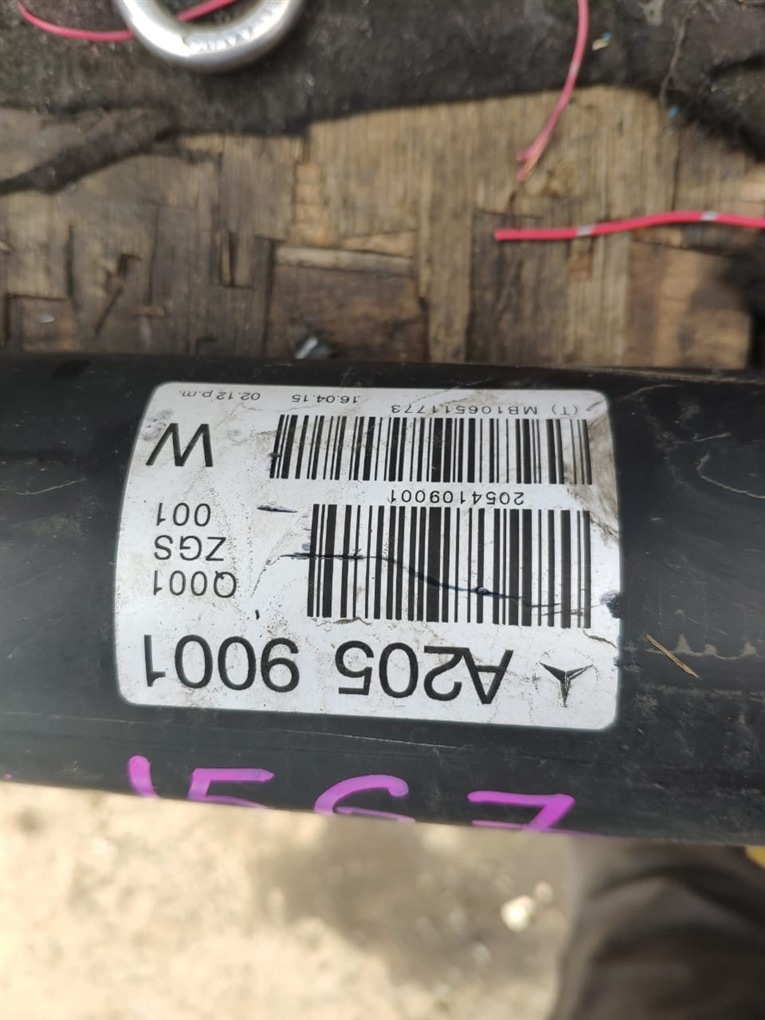 A205 9001
Q001
ZGS
001
2054109001
W
(T) MB106511773 16.04.15 02.12 p.m.